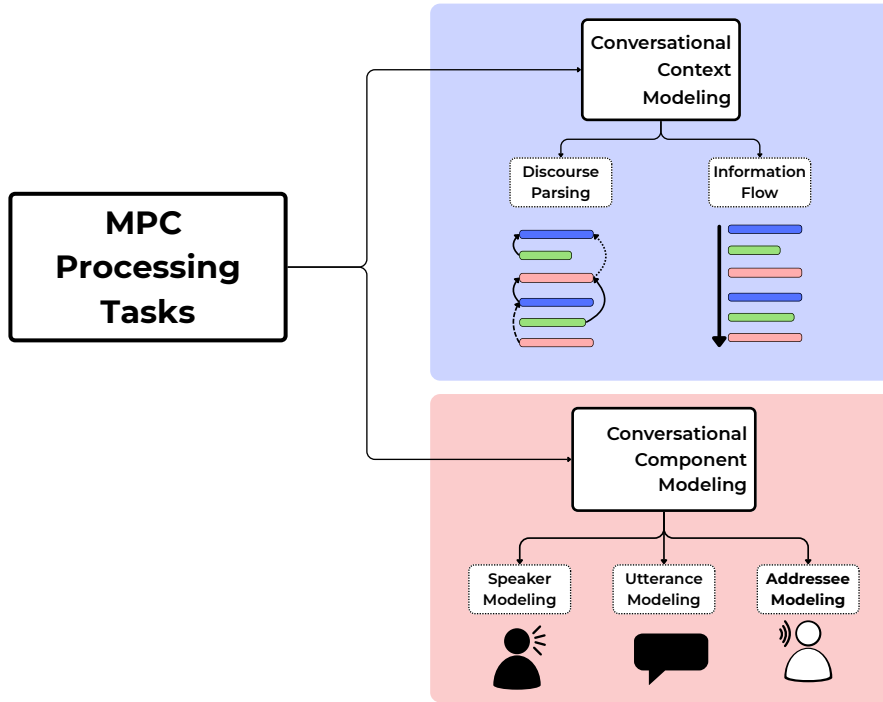 Conversational
Context
Modeling
Discourse
Parsing
Information
Flow
MPC
Processing
Tasks
Conversational
Component
Modeling
Speaker
Modeling
Utterance
Modeling
Addressee
Modeling